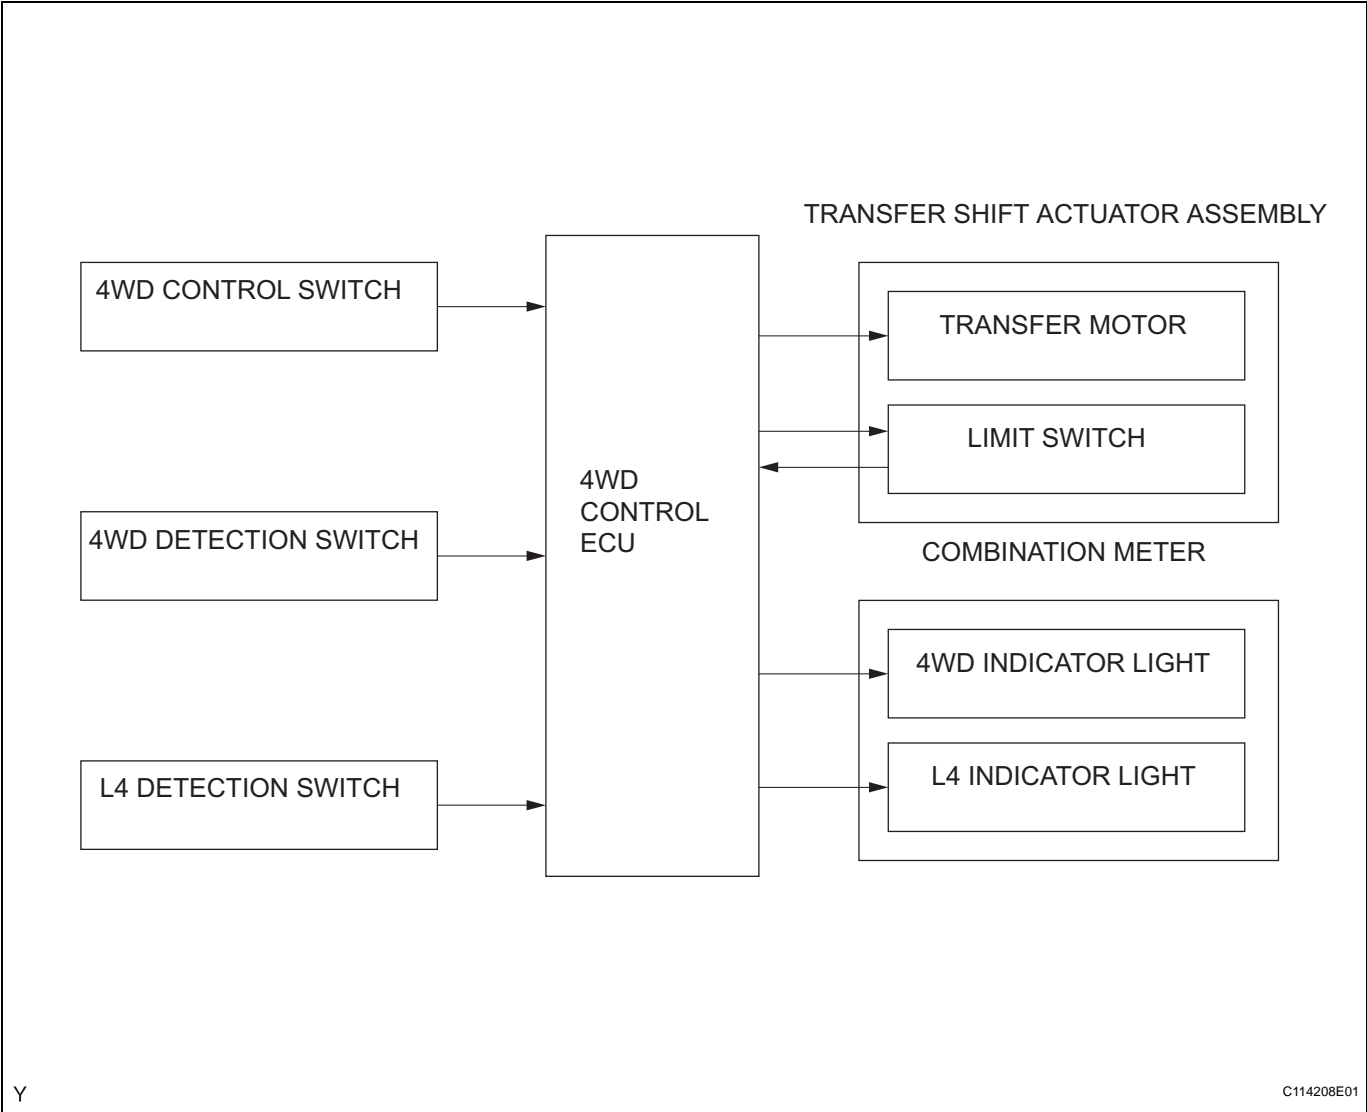 TRANSFER SHIFT ACTUATOR ASSEMBLY
4WD CONTROL SWITCH
TRANSFER MOTOR
LIMIT SWITCH
4WD
CONTROL
ECU
4WD DETECTION SWITCH
COMBINATION METER
4WD INDICATOR LIGHT
L4 DETECTION SWITCH
L4 INDICATOR LIGHT
Y
C114208E01